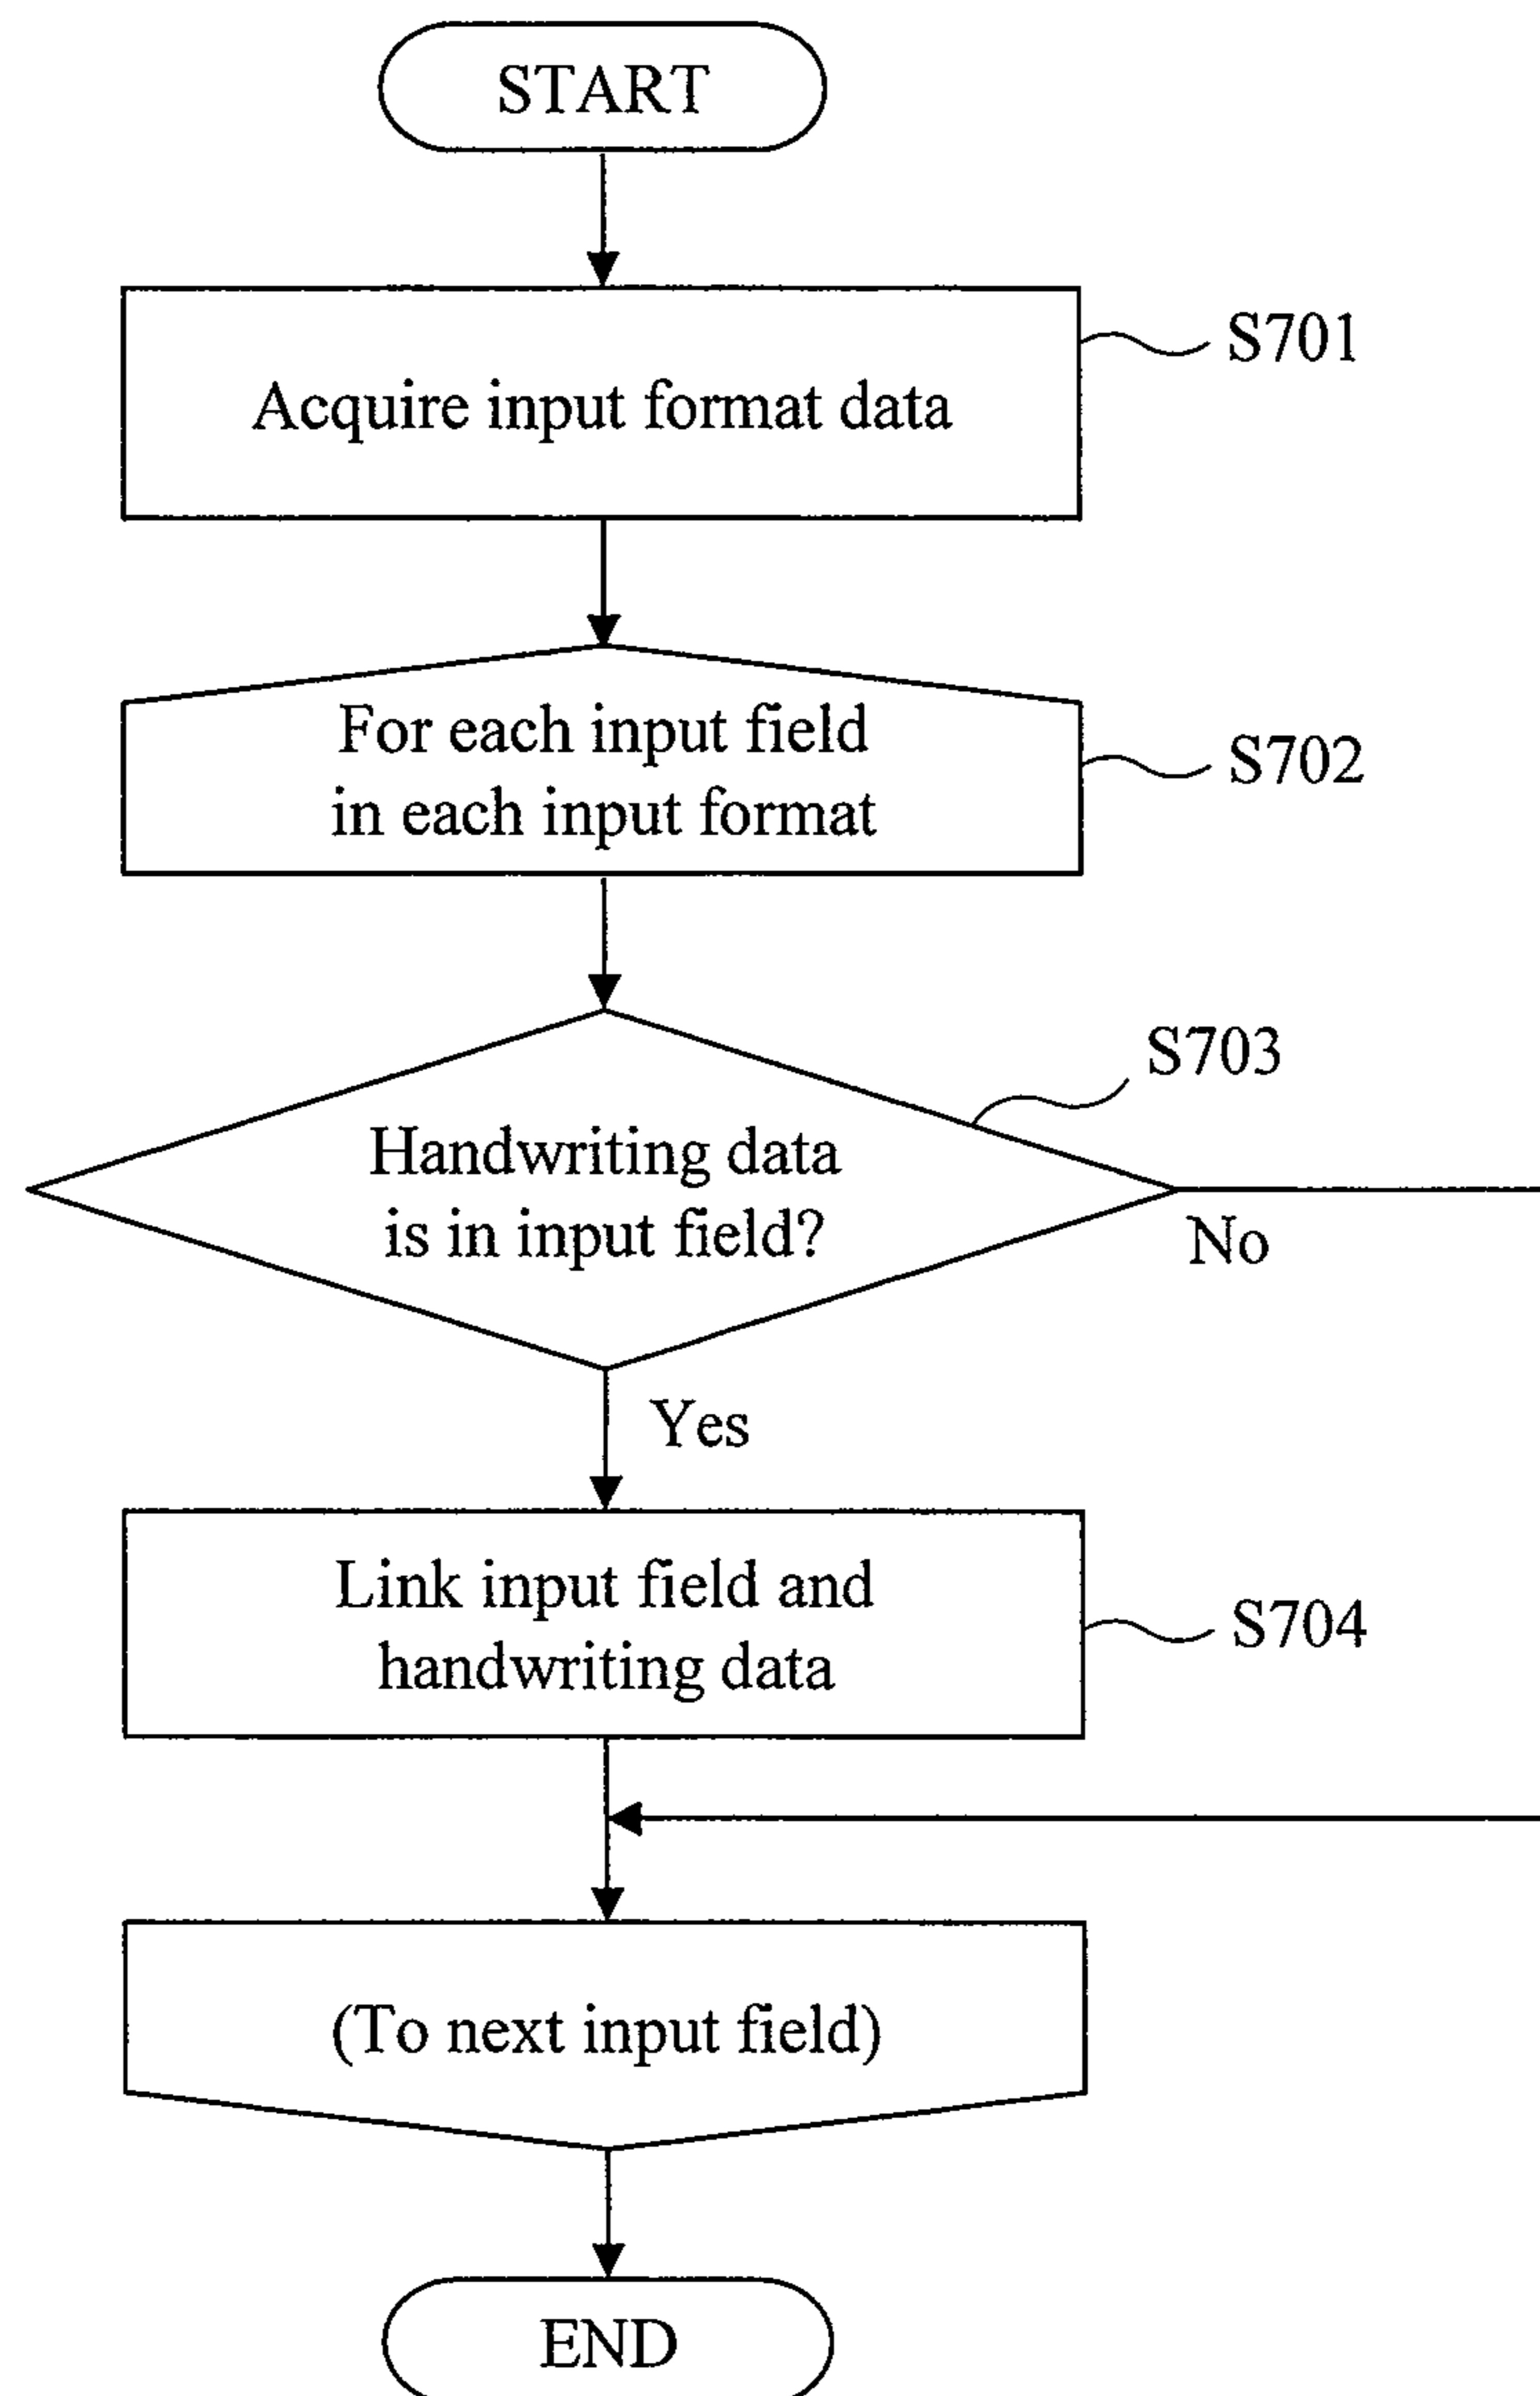 START
Acquire input format data
S701
For each input field
in each input format
S702
S703
Handwriting data
is in input field?
No
Yes
Link input field and
handwriting data
S704
(To next input field)
END